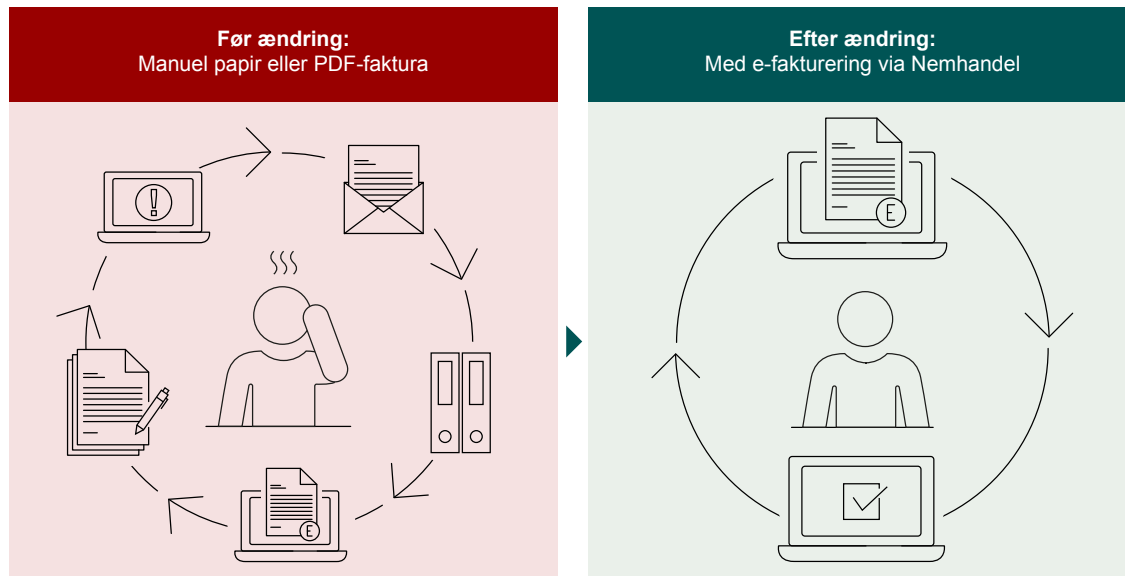 Før ændring:
Manuel papir eller PDF-faktura
Efter ændring:
Med e-fakturering via Nemhandel
!
E
E